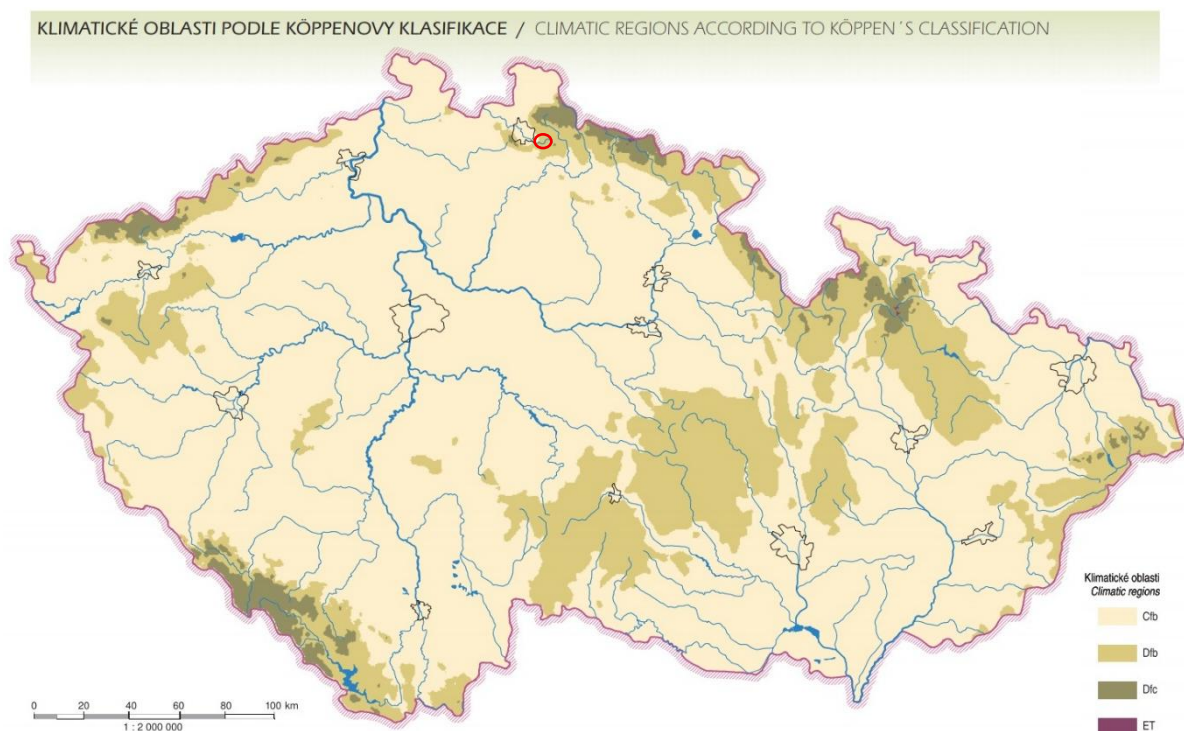 KLIMATICKÉ OBLASTI PODLE KÖPPENOVY KLASIFIKACE / CLIMATIC REGIONS ACCORDING TO KÖPPEN´S CLASSIFICATION
Klimatické oblasti
Climatic regions
Cfb
Dfb
Dfc
ET
0 20 40 60 80 100 km
1 : 2 000 000